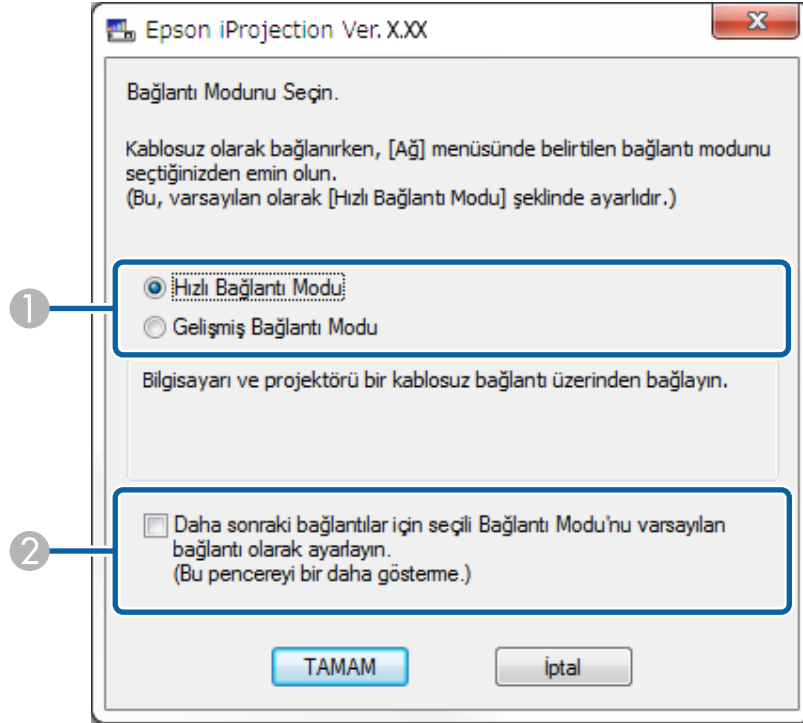 Epson iProjection Ver. X.XX
x
Bağlantı Modunu Seçin.
Kablosuz olarak bağlanırken, [Ağ] menüsünde belirtilen bağlantı modunu
seçtiğinizden emin olun.
(Bu, varsayılan olarak [Hızlı Bağlantı Modu] şeklinde ayarlıdır.)
1
Hızlı Bağlantı Modu
Gelişmiş Bağlantı Modu
Bilgisayarı ve projektörü bir kablosuz bağlantı üzerinden bağlayın.
2
Daha sonraki bağlantılar için seçili Bağlantı Modu'nu varsayılan
bağlantı olarak ayarlayın.
(Bu pencereyi bir daha gösterme.)
TAMAM
İptal